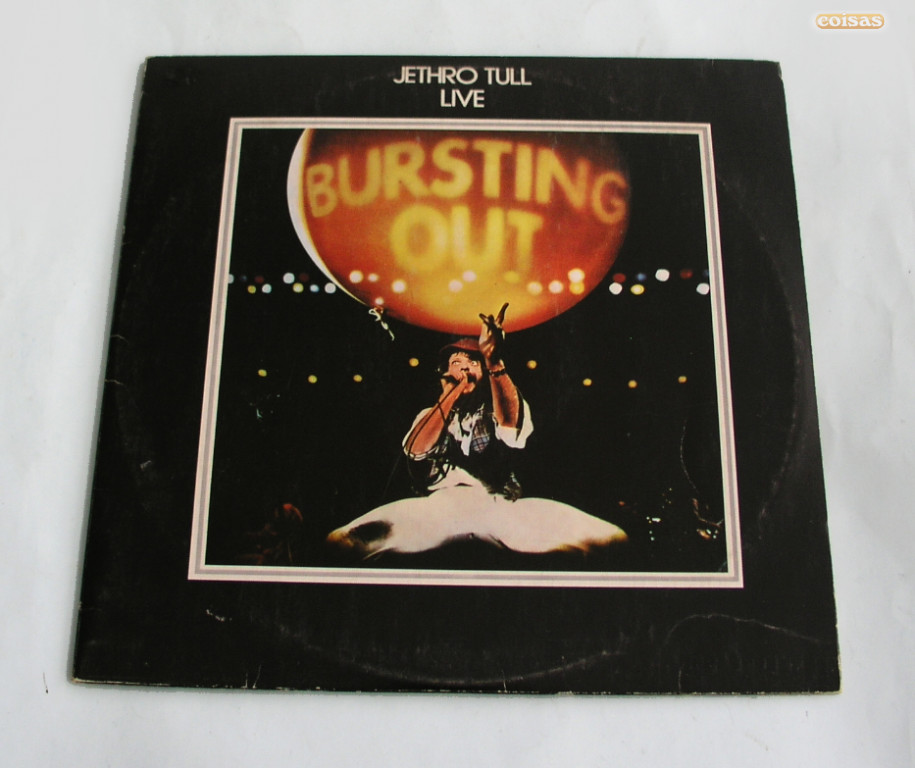 coisas
JETHRO TULL
LIVE
BURSTING
OUT